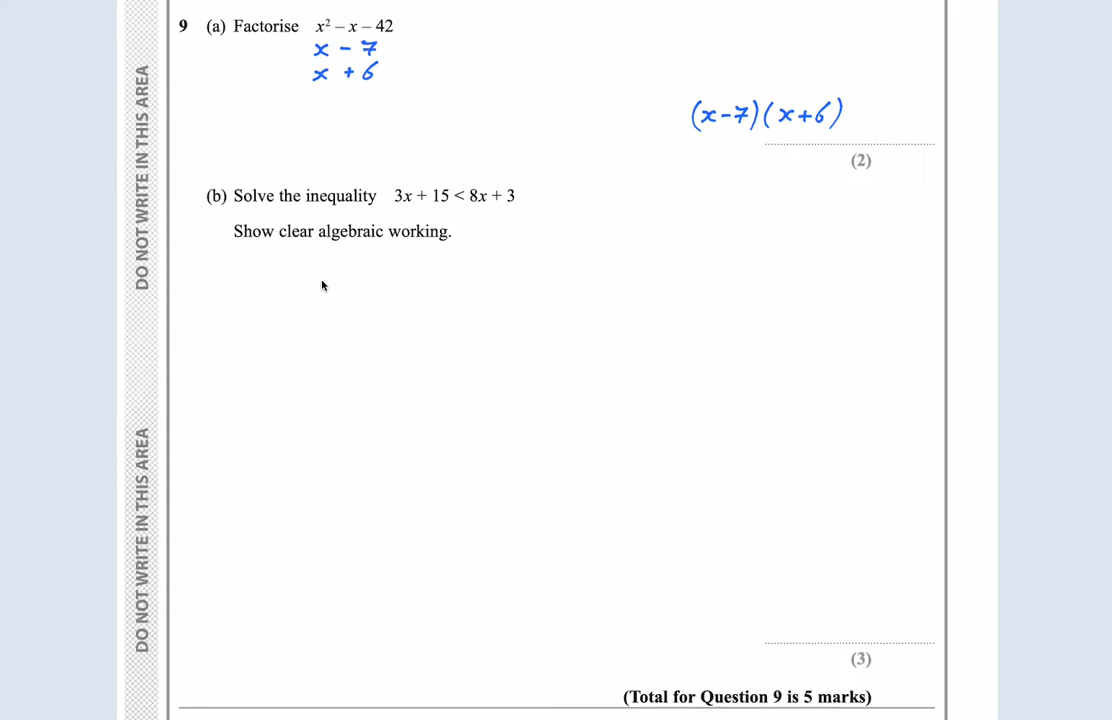 9 (a) Factorise x² – x – 42
x - 7
x + 6
(x-7)(x+6)
(2)
(b) Solve the inequality 3x + 15 < 8x + 3
Show clear algebraic working.
(3)
(Total for Question 9 is 5 marks)
DO NOT WRITE IN THIS AREA
DO NOT WRITE IN THIS AREA